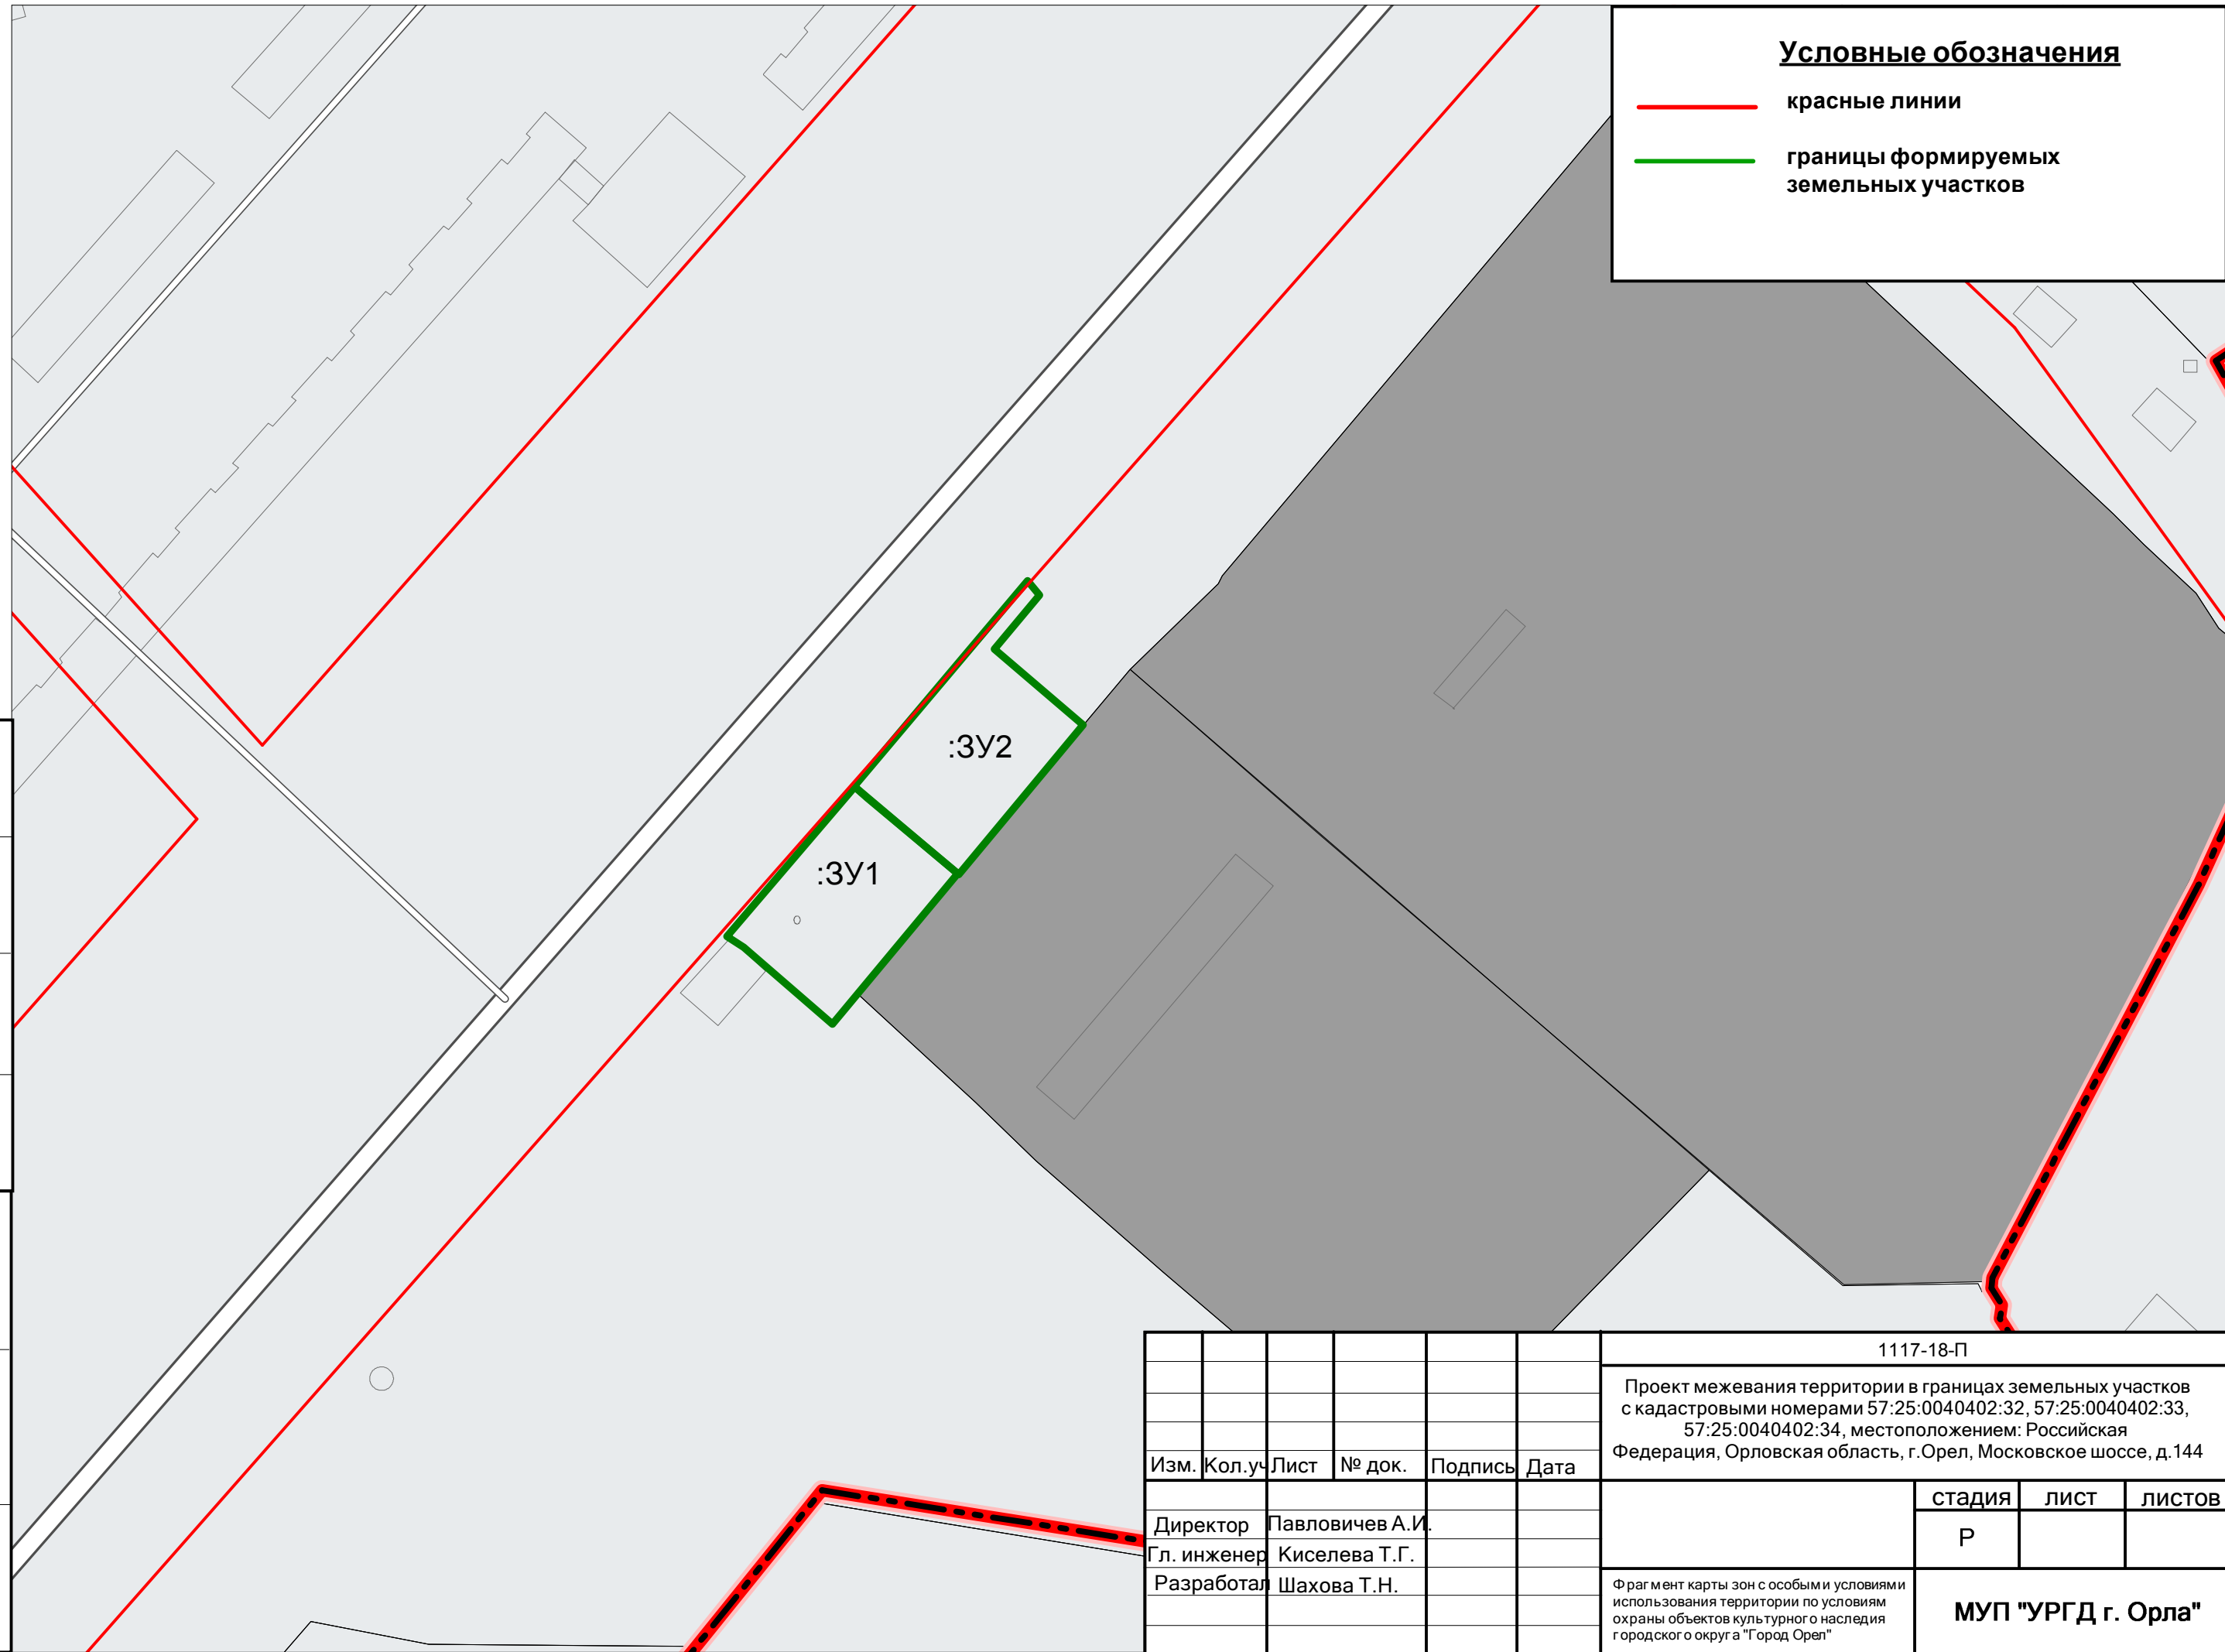 Условные обозначения
красные линии
границы формируемых
земельных участков
:ЗУ2
:ЗУ1
1117-18-П
Проект межевания территории в границах земельных участков
с кадастровыми номерами 57:25:0040402:32, 57:25:0040402:33,
57:25:0040402:34, местоположением: Российская
Федерация, Орловская область, г.Орел, Московское шоссе, д.144
Изм. Кол.уч Лист № док. Подпись Дата
стадия лист листов
Р
Директор Павловичев А.И.
Гл. инженер Киселева Т.Г.
Разработал Шахова Т.Н.
Фрагмент карты зон с особыми условиями
использования территории по условиям
охраны объектов культурного наследия
городского округа "Город Орел"
МУП "УРГД г. Орла"